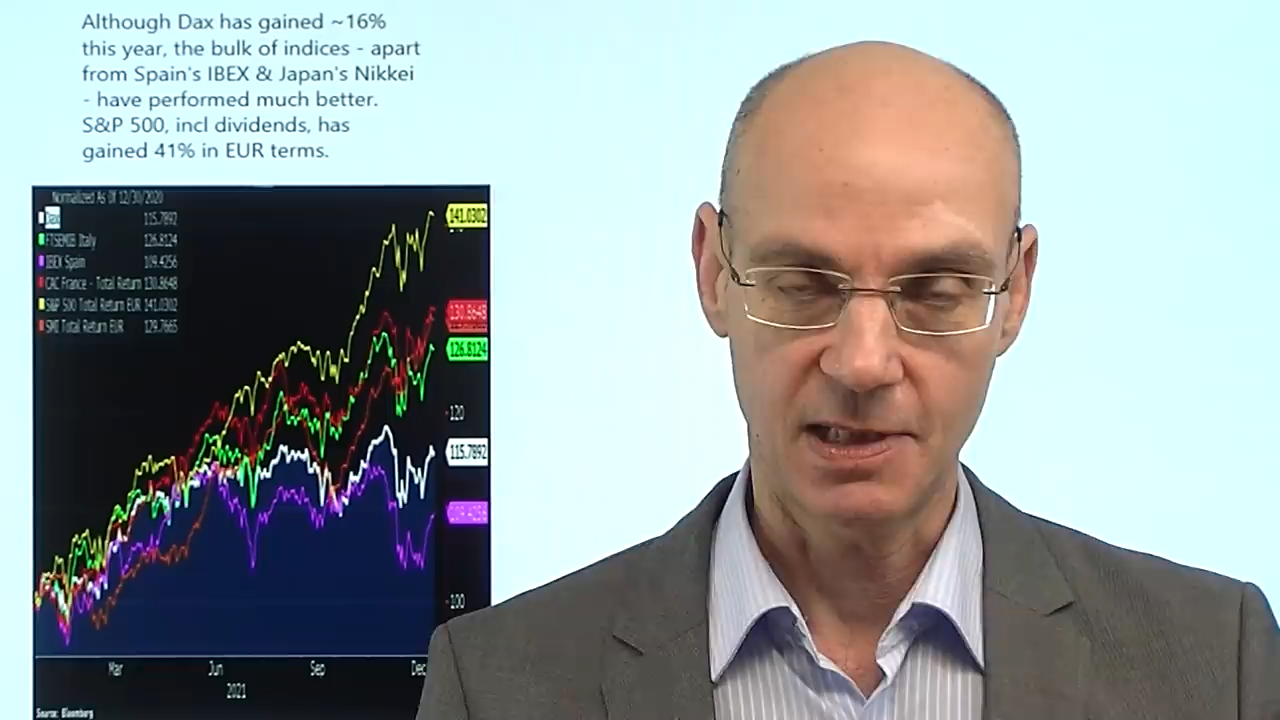 Although Dax has gained ~16%
this year, the bulk of indices - apart
from Spain's IBEX & Japan's Nikkei
- have performed much better.
S&P 500, incl dividends, has
gained 41% in EUR terms.
Normalized As Of 12/30/2020
Dax 115.7892
FTSEMIB Italy 126.8124
IBEX Spain 109.4256
CAC France - Total Return 130.8648
S&P 500 Total Return EUR 141.0302
SMI Total Return EUR 129.7665
141.0302
130.8648
126.8124
120
115.7892
109.4256
100
Mar Jun Sep Dec
2021
Source: Bloomberg